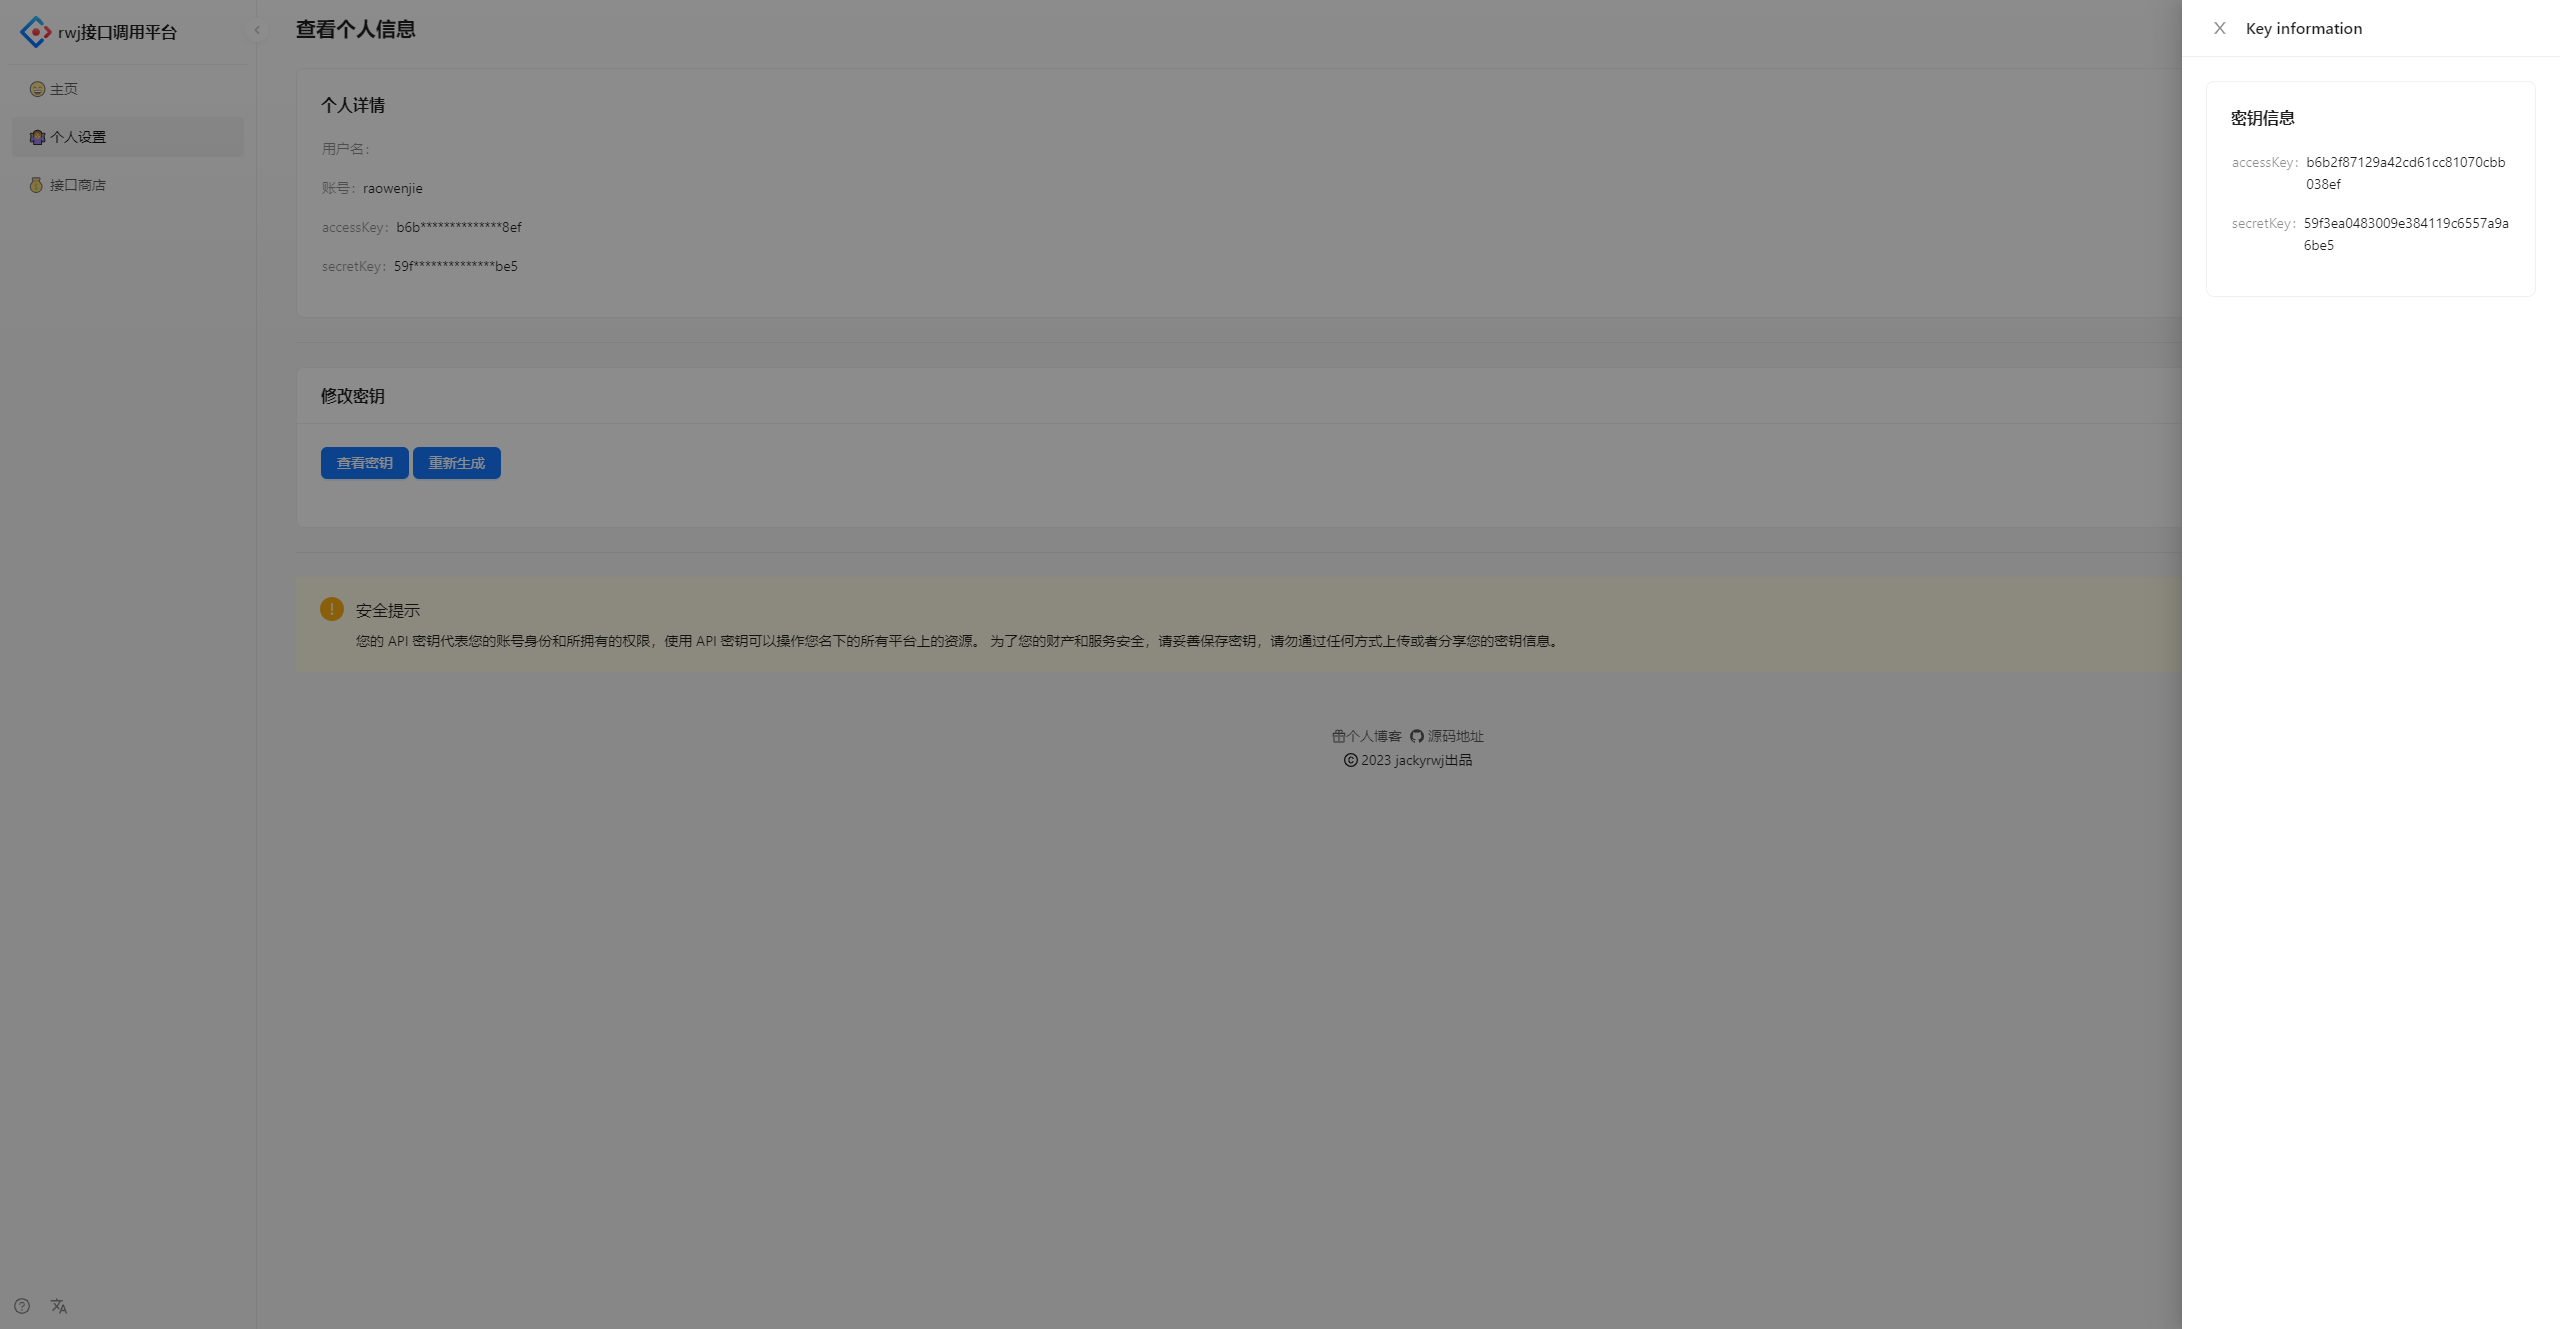 rwj接口调用平台
主页
个人设置
接口商店
查看个人信息
个人详情
用户名：
账号：raowenjie
accessKey：b6b**************8ef
secretKey：59f**************be5
修改密钥
查看密钥 重新生成
安全提示
您的 API 密钥代表您的账号身份和所拥有的权限，使用 API 密钥可以操作您名下的所有平台上的资源。 为了您的财产和服务安全，请妥善保存密钥，请勿通过任何方式上传或者分享您的密钥信息。
个人博客 源码地址
© 2023 jackyrwj出品
Key information
密钥信息
accessKey：b6b2f87129a42cd61cc81070cbb
038ef
secretKey：59f3ea0483009e384119c6557a9a
6be5